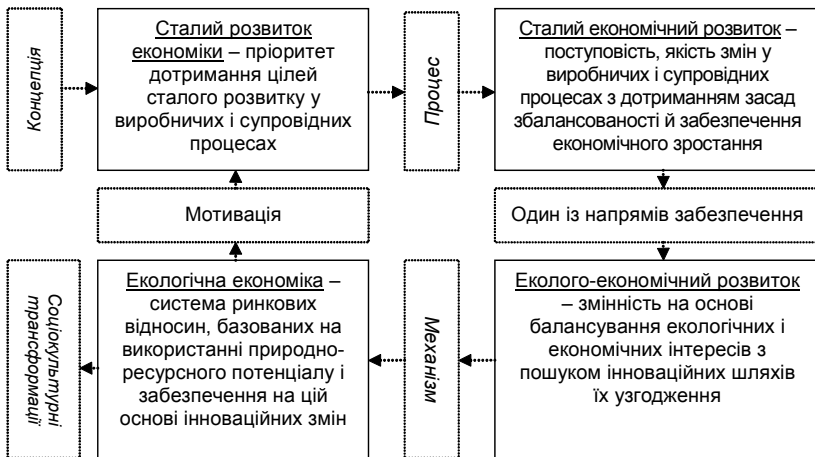 Концепція
Сталий розвиток
економіки – пріоритет
дотримання цілей
сталого розвитку у
виробничих і супровідних
процесах
Процес
Сталий економічний розвиток –
поступовість, якість змін у
виробничих і супровідних
процесах з дотриманням засад
збалансованості й забезпечення
економічного зростання
Мотивація
Один із напрямів забезпечення
Соціокультурні
трансформації
Екологічна економіка –
система ринкових
відносин, базованих на
використанні природно-
ресурсного потенціалу і
забезпечення на цій
основі інноваційних змін
Механізм
Еколого-економічний розвиток
– змінність на основі
балансування екологічних і
економічних інтересів з
пошуком інноваційних шляхів
їх узгодження